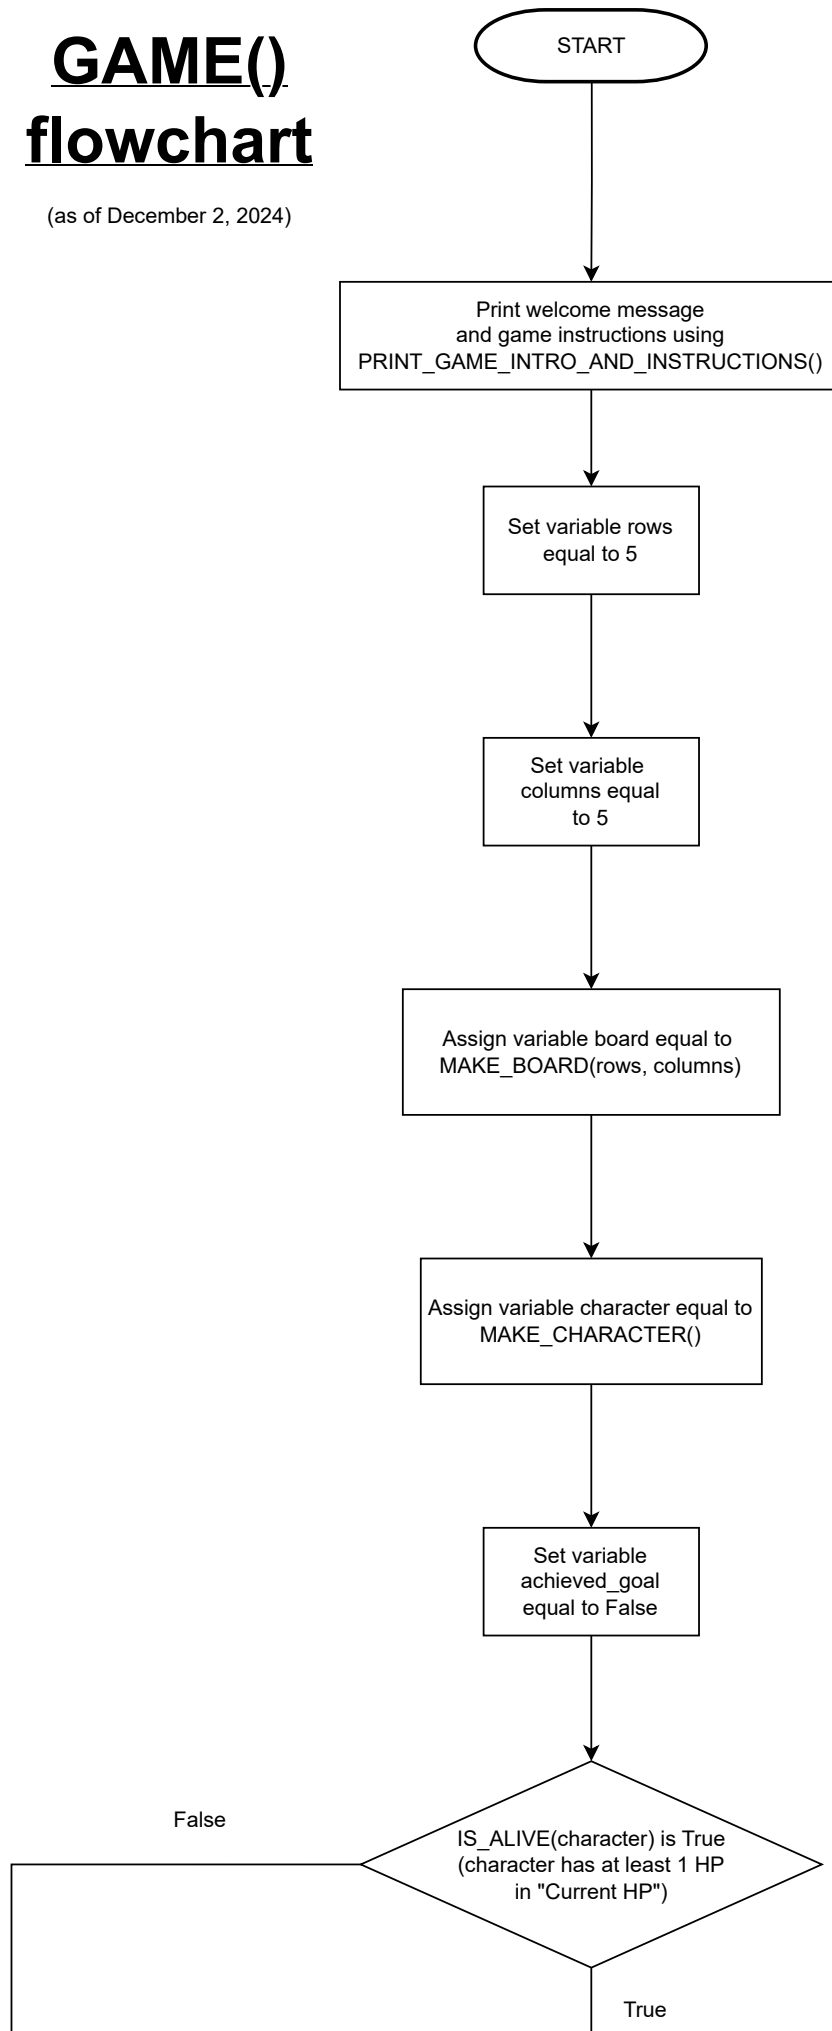 GAME()
flowchart
(as of December 2, 2024)
START
Print welcome message
and game instructions using
PRINT_GAME_INTRO_AND_INSTRUCTIONS()
Set variable rows
equal to 5
Set variable
columns equal
to 5
Assign variable board equal to
MAKE_BOARD(rows, columns)
Assign variable character equal to
MAKE_CHARACTER()
Set variable
achieved_goal
equal to False
False
IS_ALIVE(character) is True
(character has at least 1 HP
in "Current HP")
True